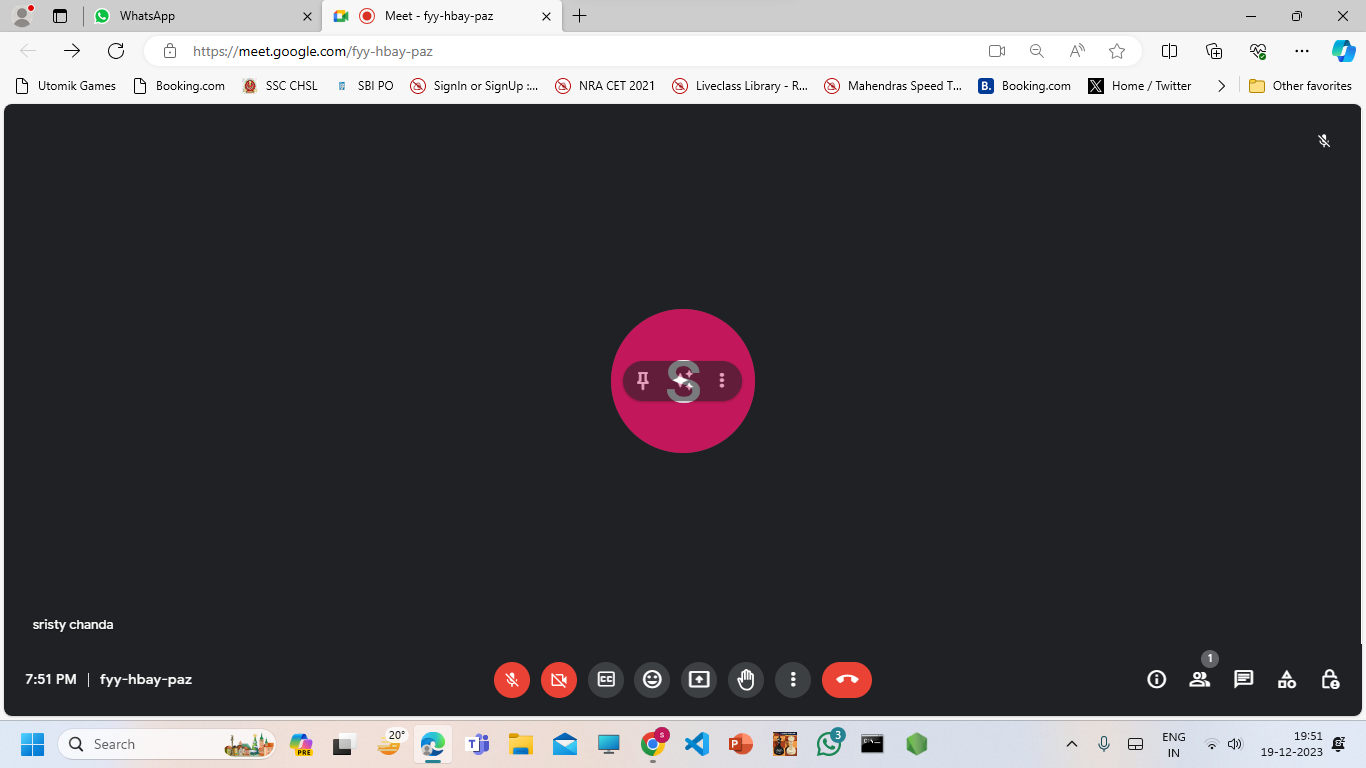 WhatsApp
Meet - fyy-hbay-paz
https://meet.google.com/fyy-hbay-paz
Utomik Games
Booking.com
SSC CHSL
SBI PO
SignIn or SignUp :...
NRA CET 2021
Liveclass Library - R...
Mahendras Speed T...
B.
Booking.com
Home / Twitter
Other favorites
S
sristy chanda
7:51 PM | fyy-hbay-paz
CC
1
Search
PRE
20°
S
3
ENG
IN
19:51
19-12-2023